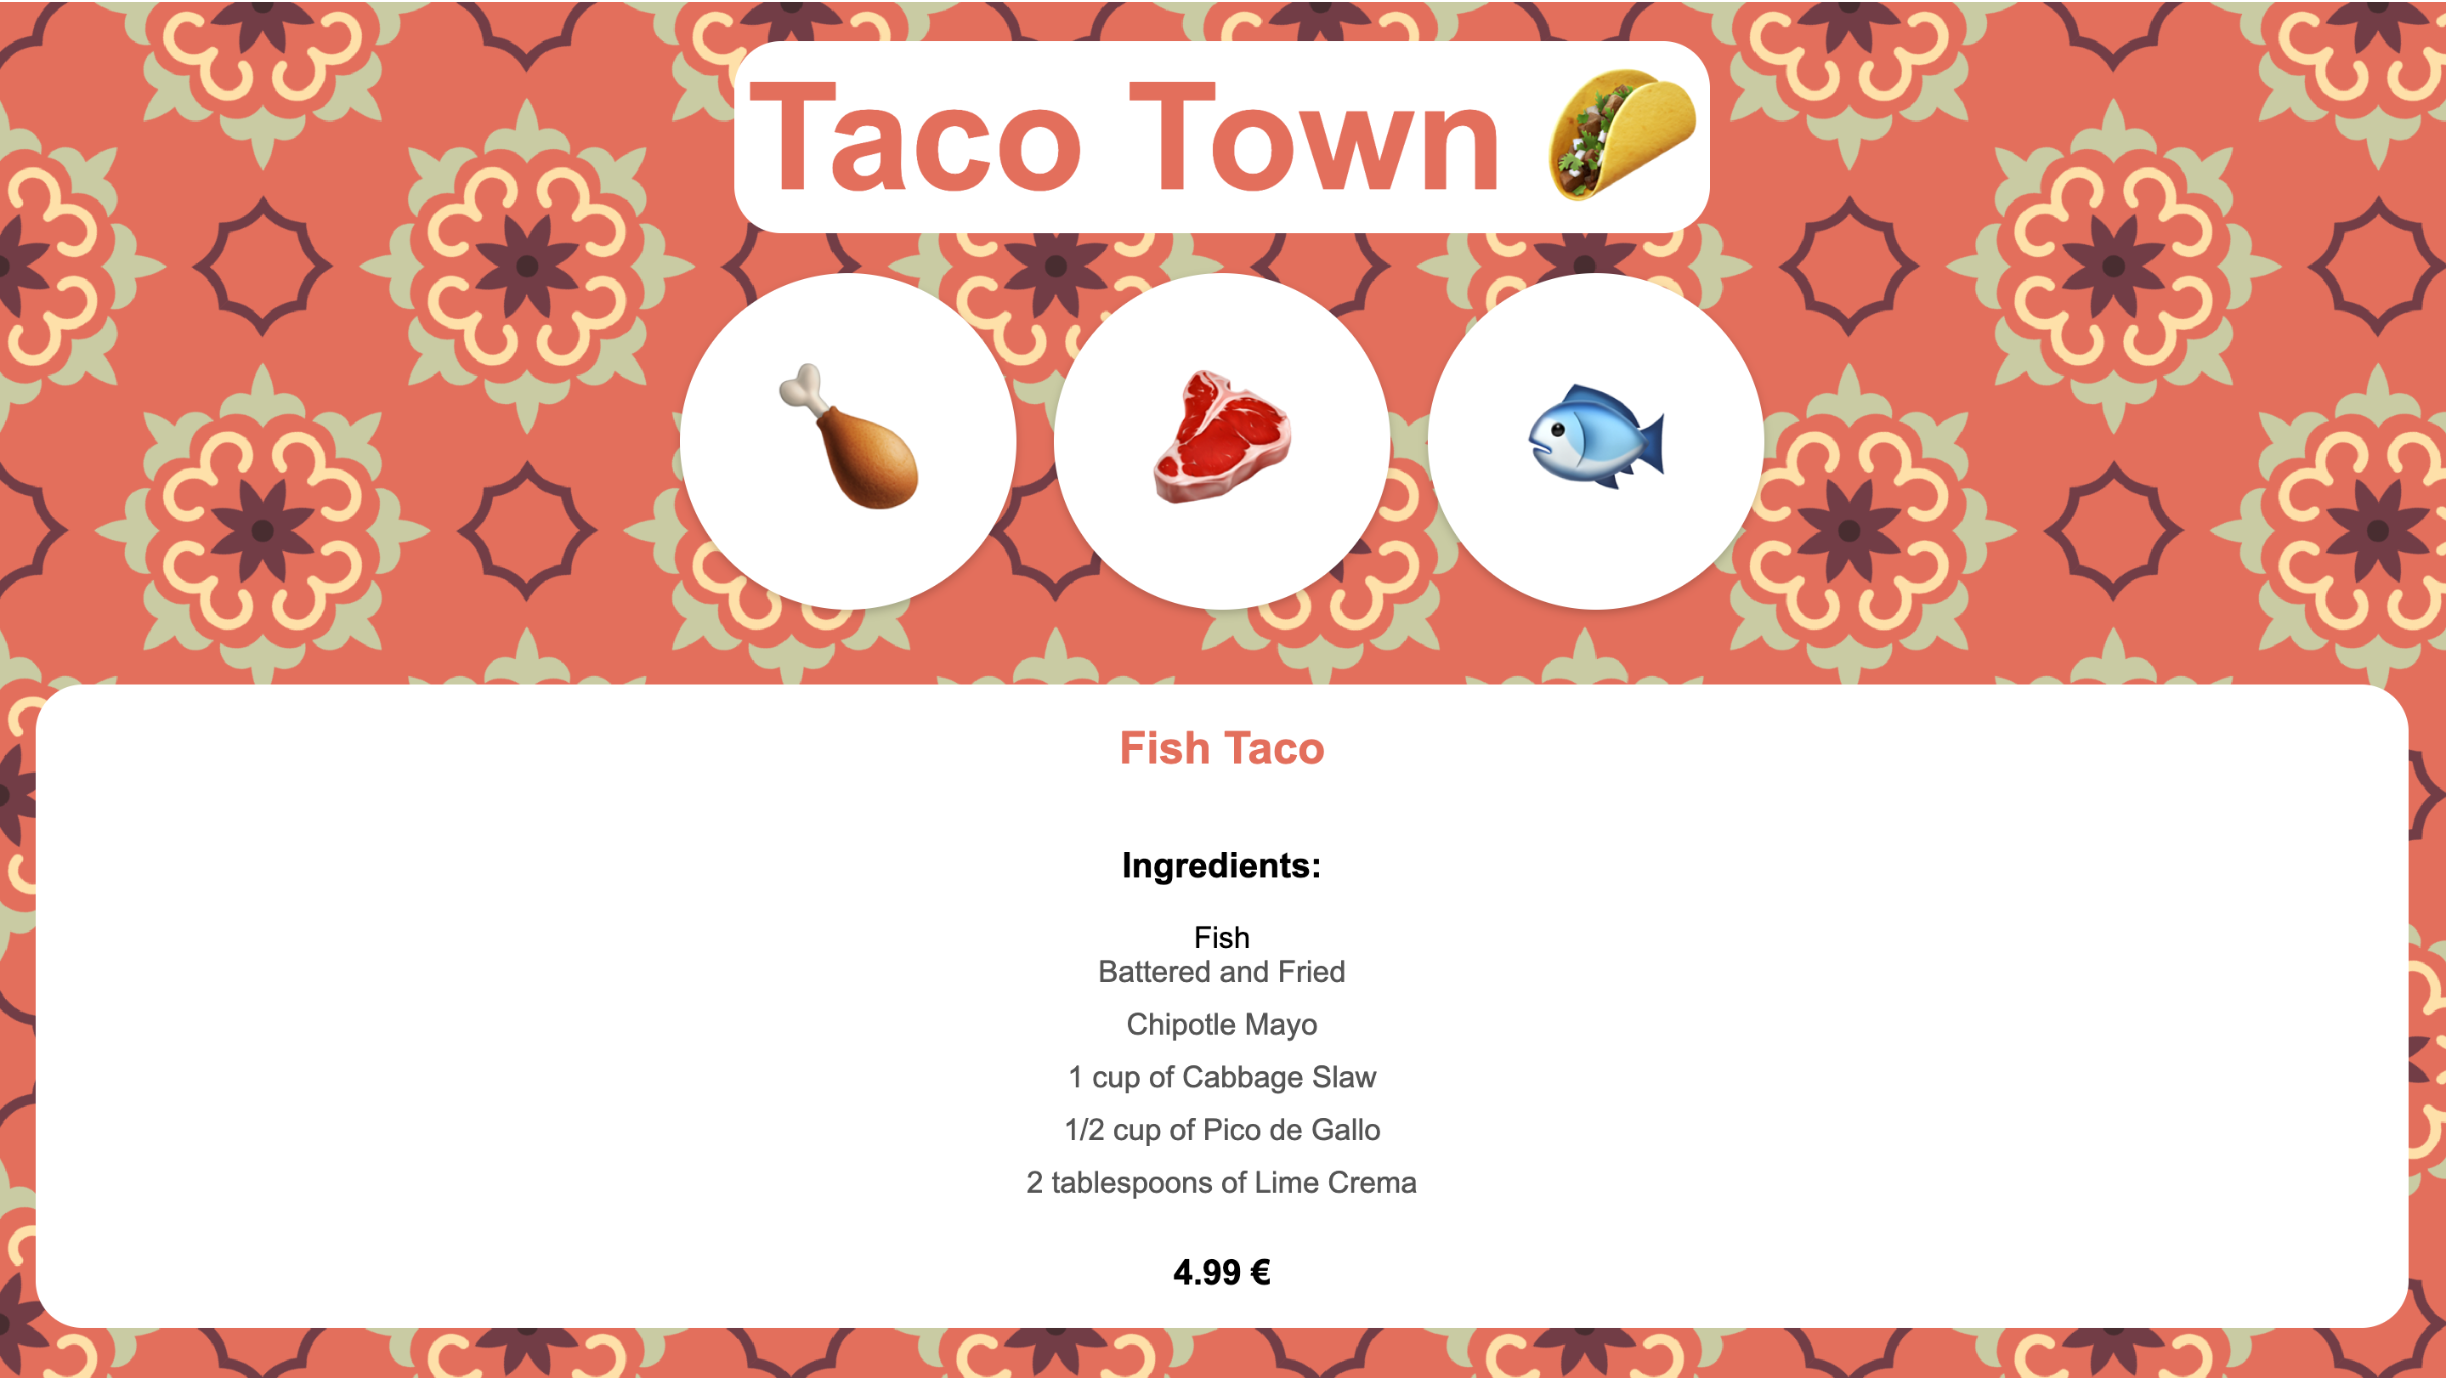 Taco Town 🌮
Fish Taco
Ingredients:
Fish
Battered and Fried
Chipotle Mayo
1 cup of Cabbage Slaw
1/2 cup of Pico de Gallo
2 tablespoons of Lime Crema
4.99 €